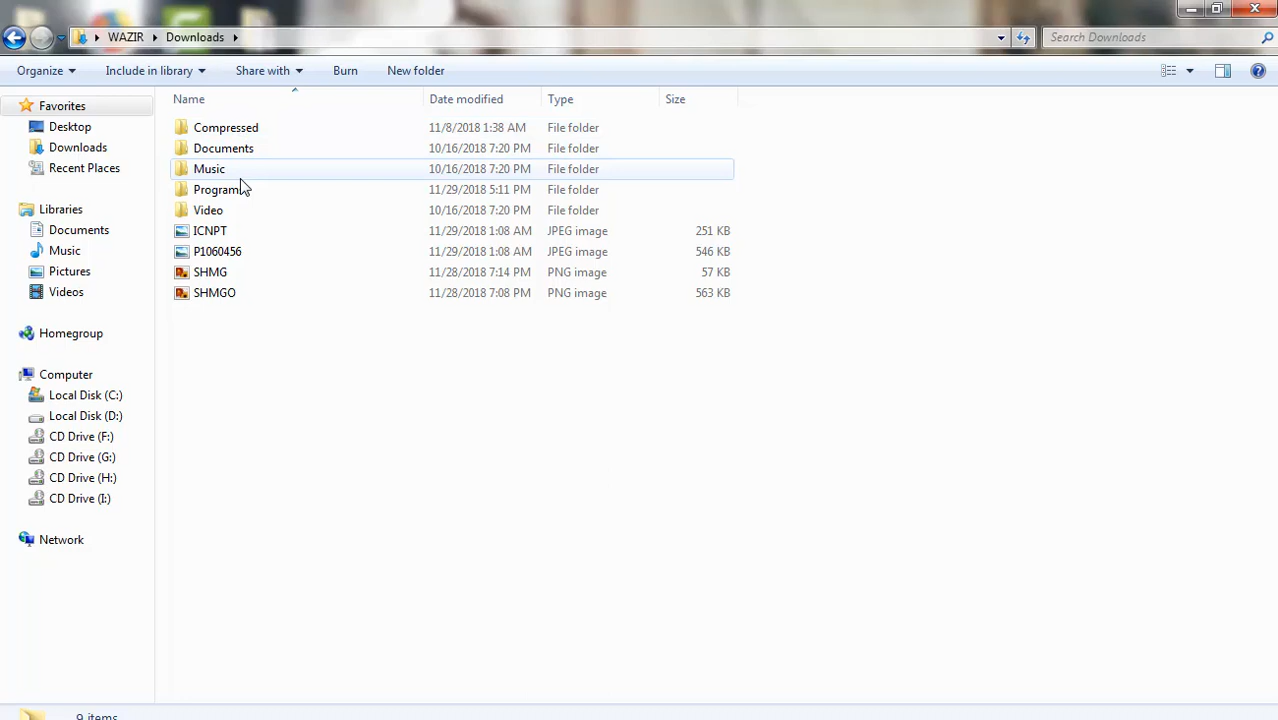 WAZIR Downloads Search Downloads
Organize Include in library Share with Burn New folder
Name Date modified Type Size
Favorites
Desktop
Downloads
Recent Places
Libraries
Documents
Music
Pictures
Videos
Homegroup
Computer
Local Disk (C:)
Local Disk (D:)
CD Drive (F:)
CD Drive (G:)
CD Drive (H:)
CD Drive (I:)
Network
Compressed 11/8/2018 1:38 AM File folder
Documents 10/16/2018 7:20 PM File folder
Music 10/16/2018 7:20 PM File folder
Programs 11/29/2018 5:11 PM File folder
Video 10/16/2018 7:20 PM File folder
ICNPT 11/29/2018 1:08 AM JPEG image 251 KB
P1060456 11/29/2018 1:08 AM JPEG image 546 KB
SHMG 11/28/2018 7:14 PM PNG image 57 KB
SHMGO 11/28/2018 7:08 PM PNG image 563 KB
9 items